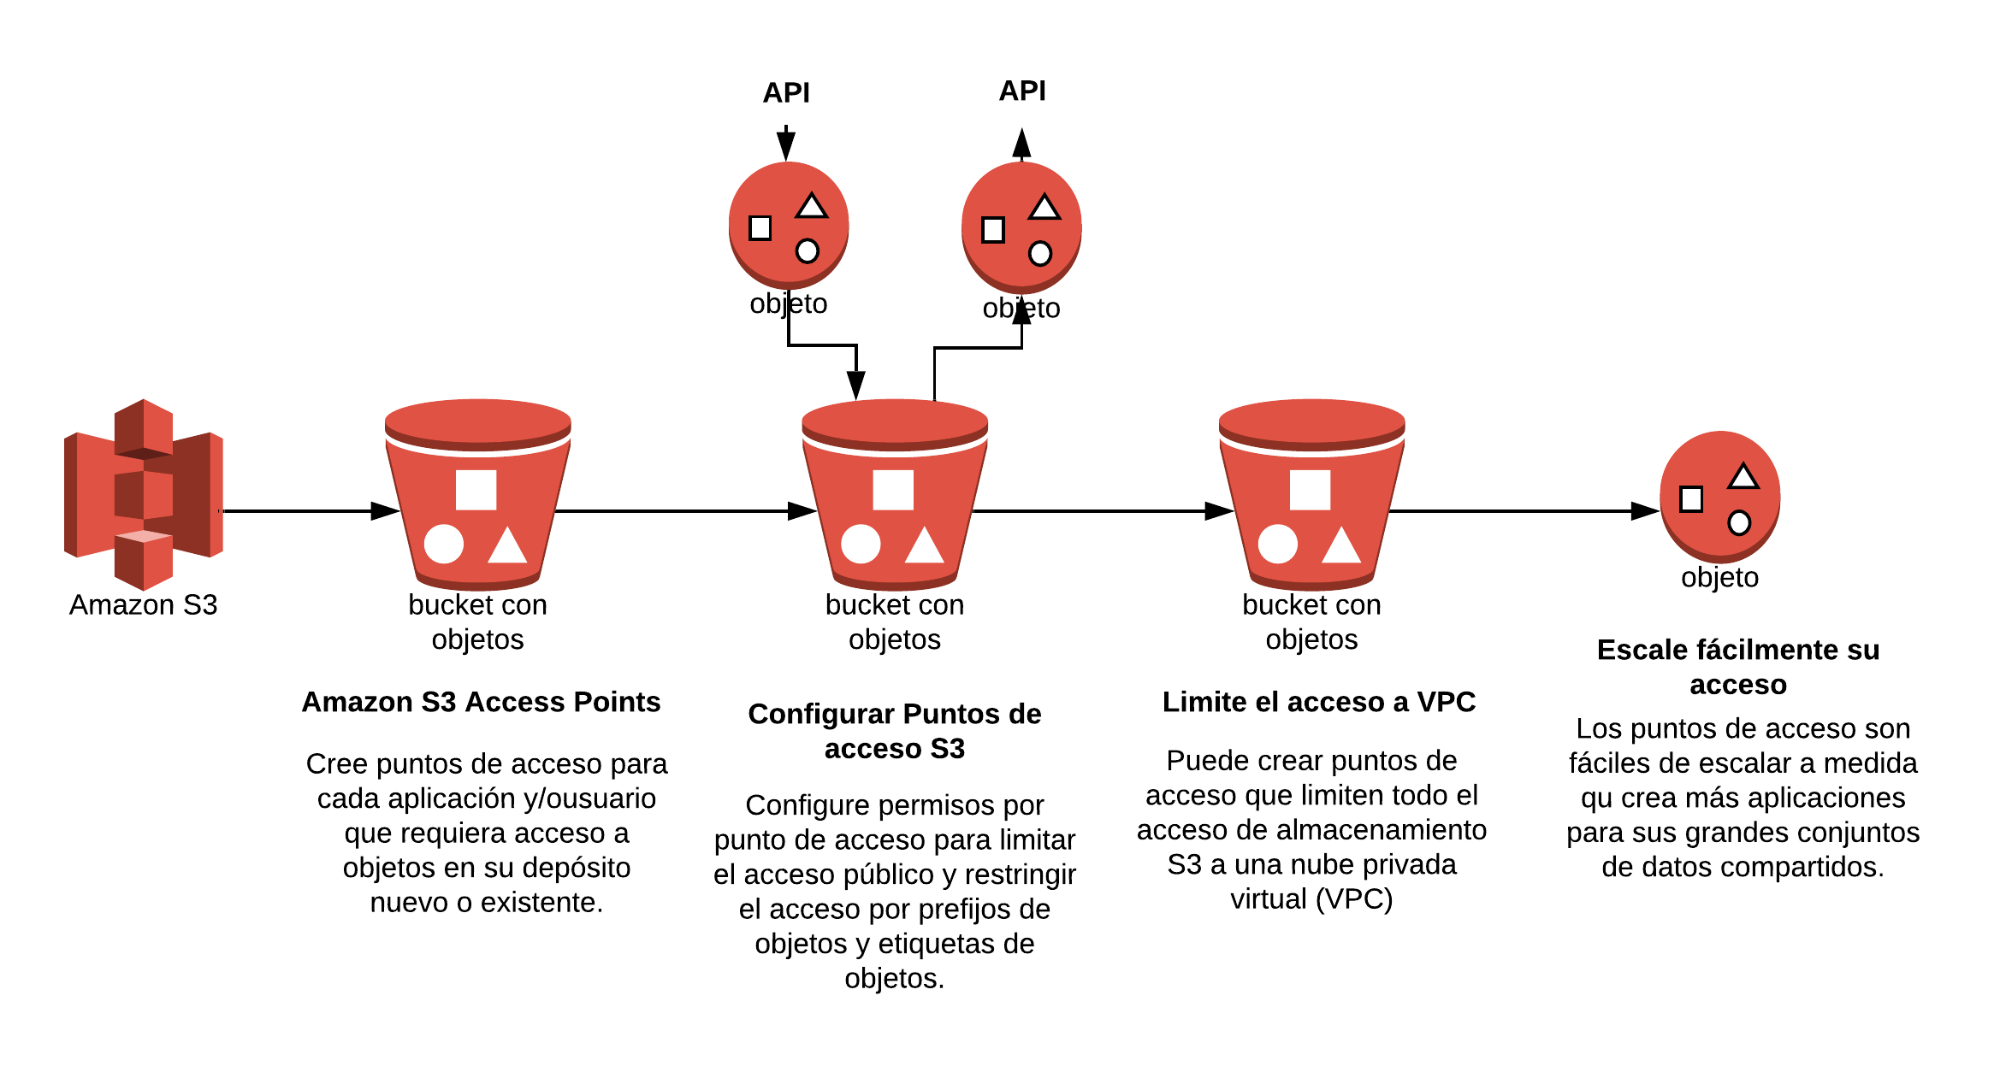 API
API
objeto
objeto
Amazon S3
bucket con
objetos
bucket con
objetos
bucket con
objetos
objeto
Amazon S3 Access Points
Cree puntos de acceso para
cada aplicación y/ousuario
que requiera acceso a
objetos en su depósito
nuevo o existente.
Configurar Puntos de
acceso S3
Configure permisos por
punto de acceso para limitar
el acceso público y restringir
el acceso por prefijos de
objetos y etiquetas de
objetos.
Limite el acceso a VPC
Puede crear puntos de
acceso que limiten todo el
acceso de almacenamiento
S3 a una nube privada
virtual (VPC)
Escale fácilmente su
acceso
Los puntos de acceso son
fáciles de escalar a medida
qu crea más aplicaciones
para sus grandes conjuntos
de datos compartidos.